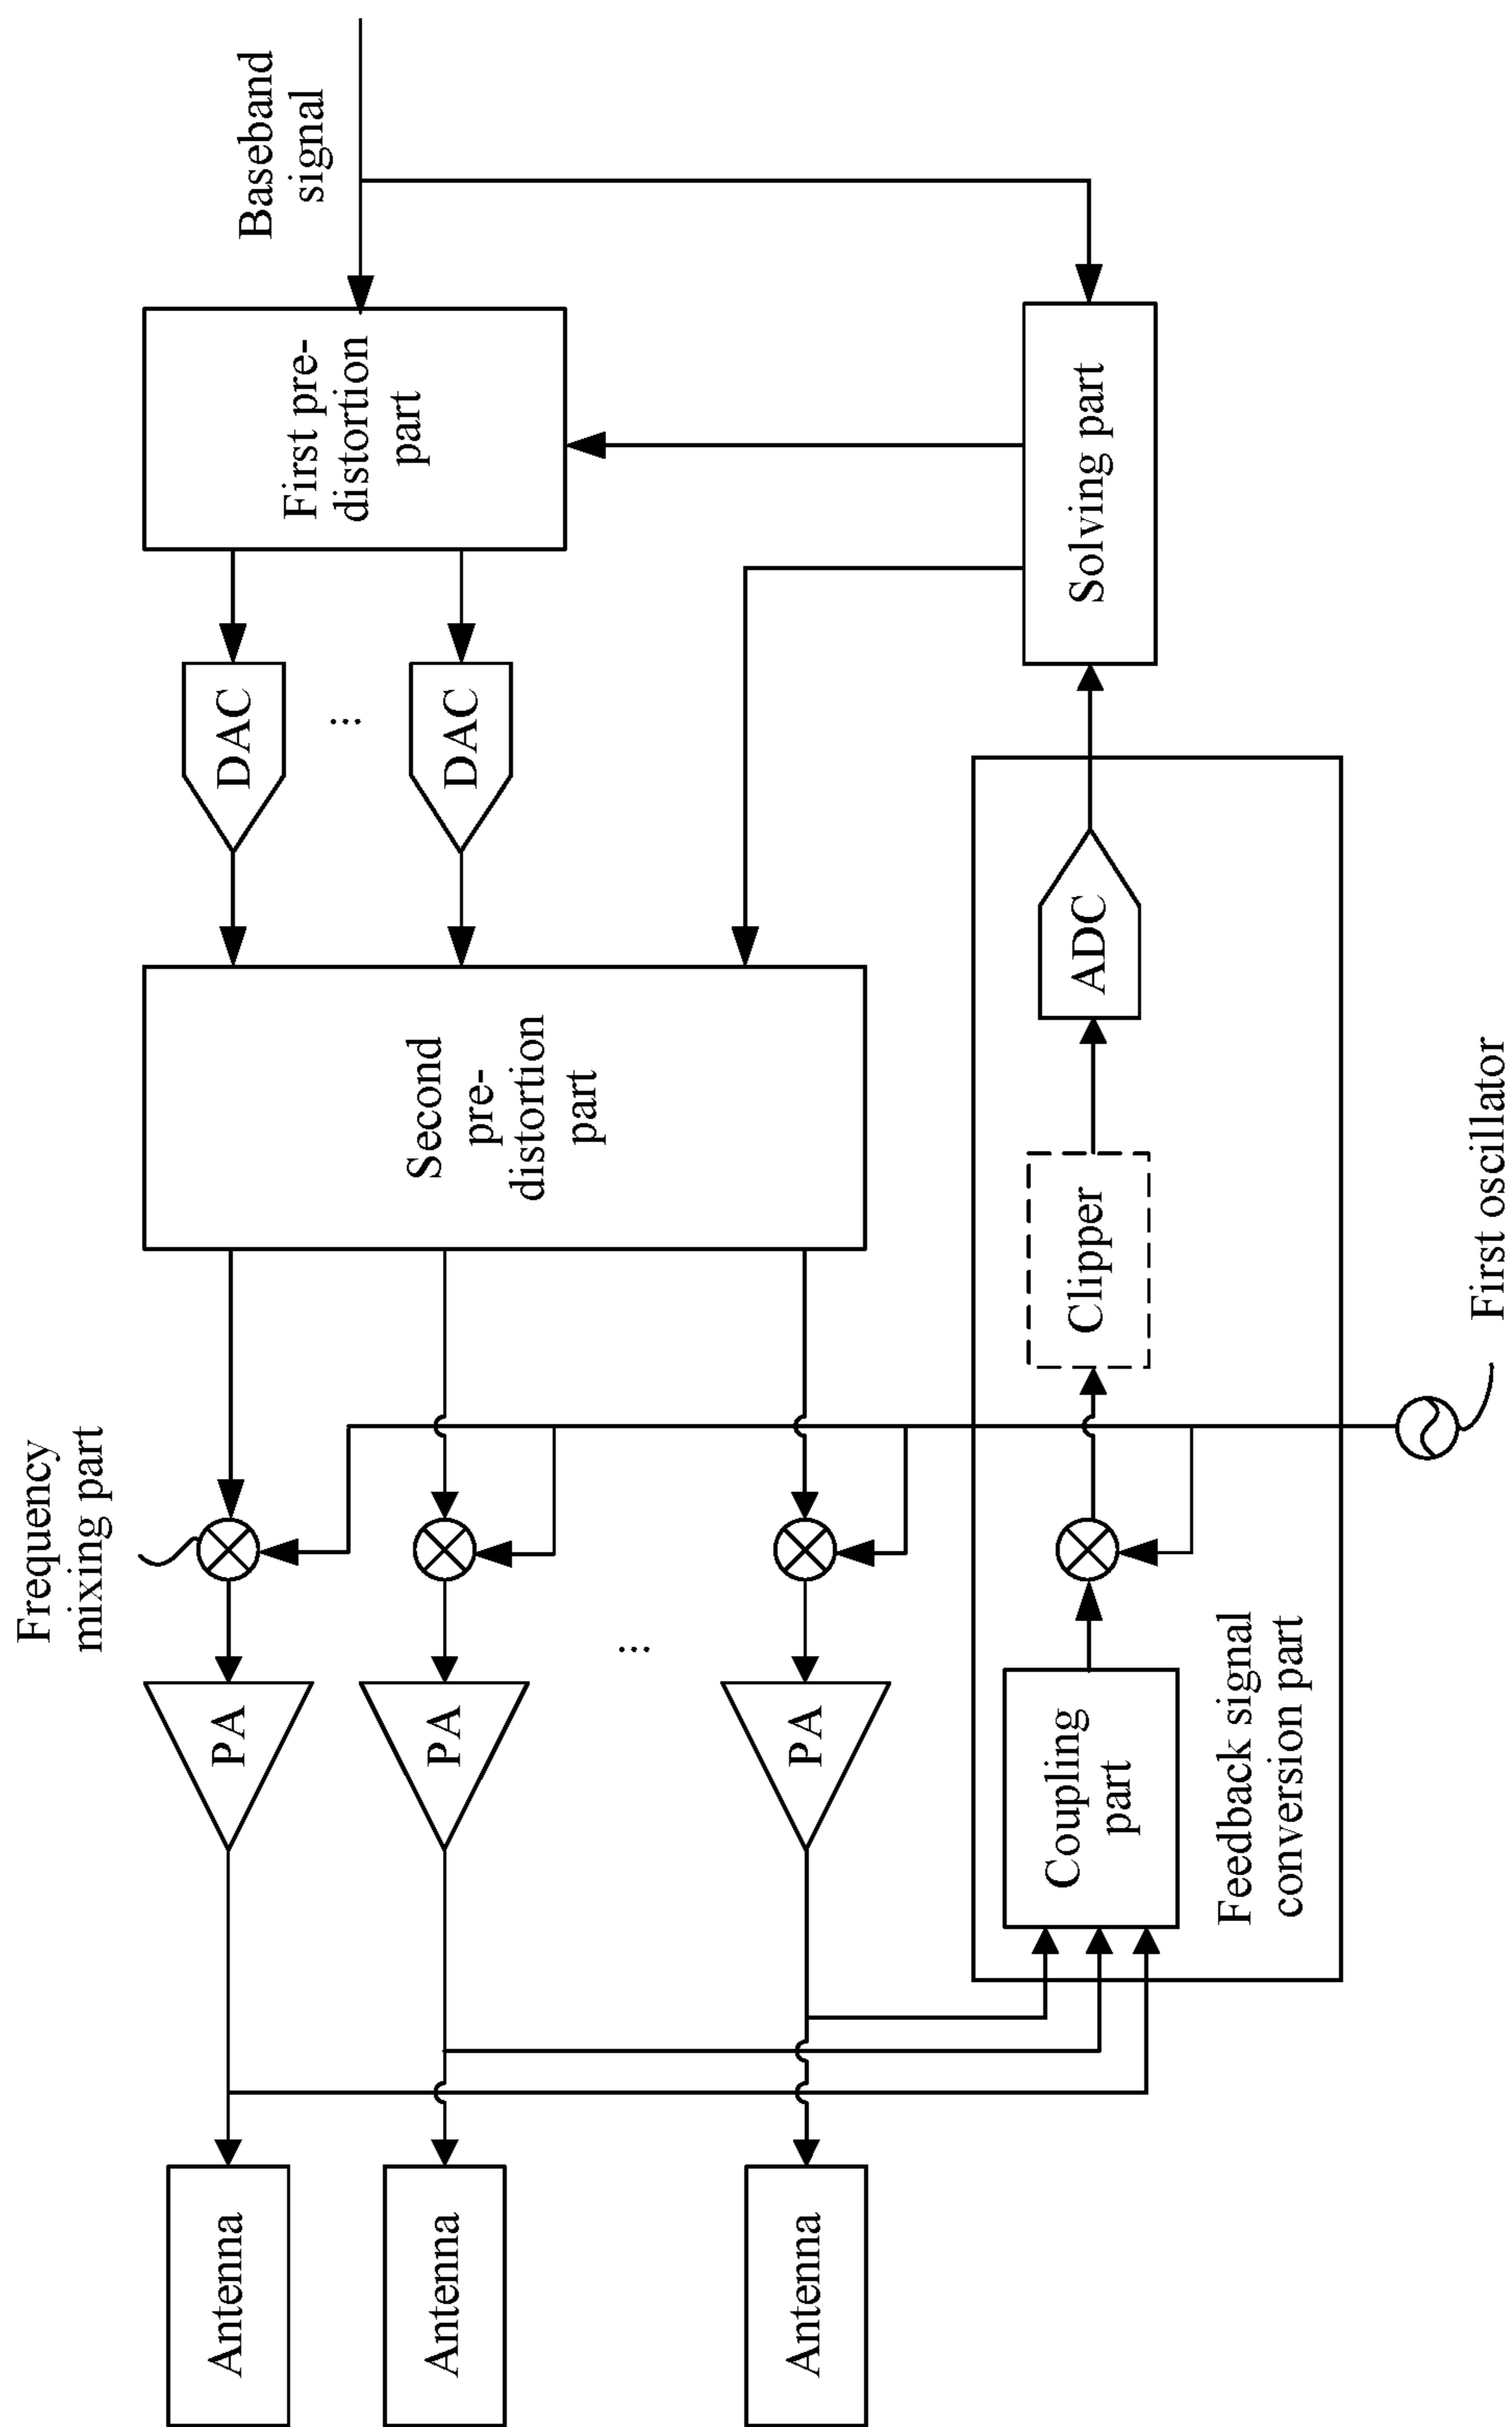 Baseband
signal
First pre-
distortion
part
DAC
...
DAC
Second
pre-
distortion
part
Solving part
Frequency
mixing part
PA
PA
...
PA
ADC
Clipper
Coupling
part
Feedback signal
conversion part
First oscillator
Antenna
Antenna
Antenna